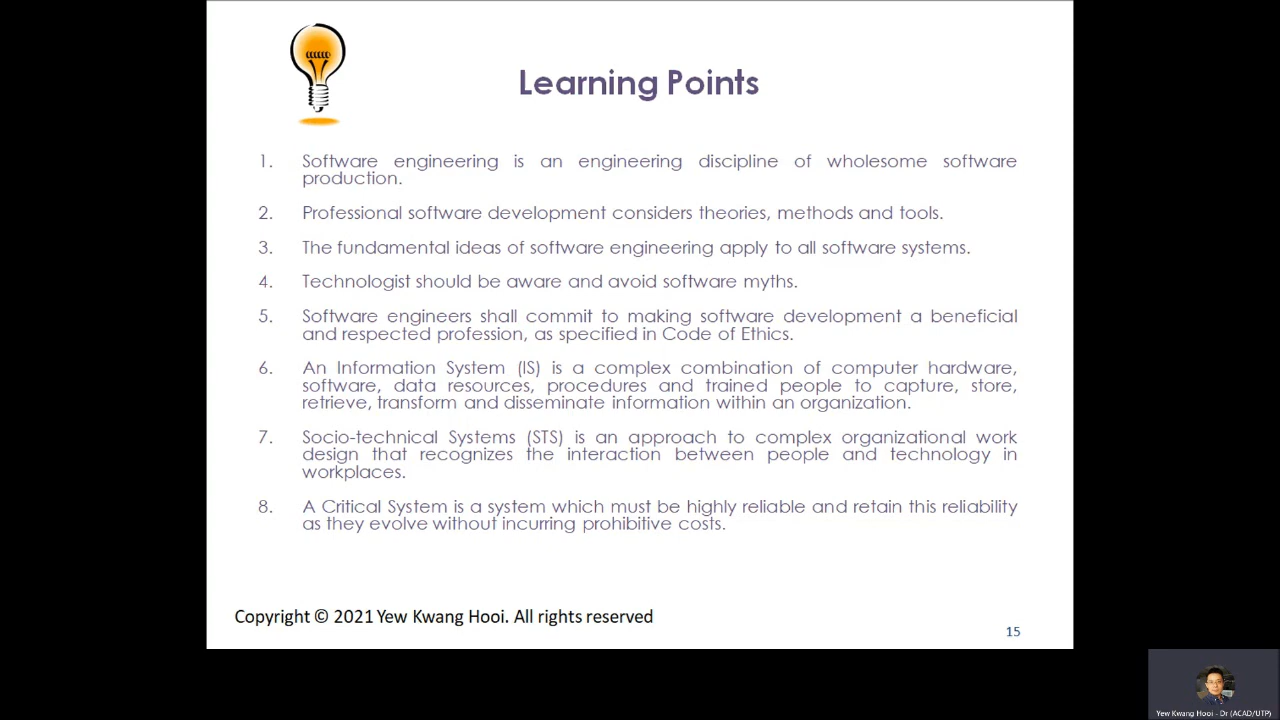 Learning Points
1. Software engineering is an engineering discipline of wholesome software
production.
2. Professional software development considers theories, methods and tools.
3. The fundamental ideas of software engineering apply to all software systems.
4. Technologist should be aware and avoid software myths.
5. Software engineers shall commit to making software development a beneficial
and respected profession, as specified in Code of Ethics.
6. An Information System (IS) is a complex combination of computer hardware,
software, data resources, procedures and trained people to capture, store,
retrieve, transform and disseminate information within an organization.
7. Socio-technical Systems (STS) is an approach to complex organizational work
design that recognizes the interaction between people and technology in
workplaces.
8. A Critical System is a system which must be highly reliable and retain this reliability
as they evolve without incurring prohibitive costs.
Copyright © 2021 Yew Kwang Hooi. All rights reserved
15
Yew Kwang Hooi - Dr (ACAD/UTP)